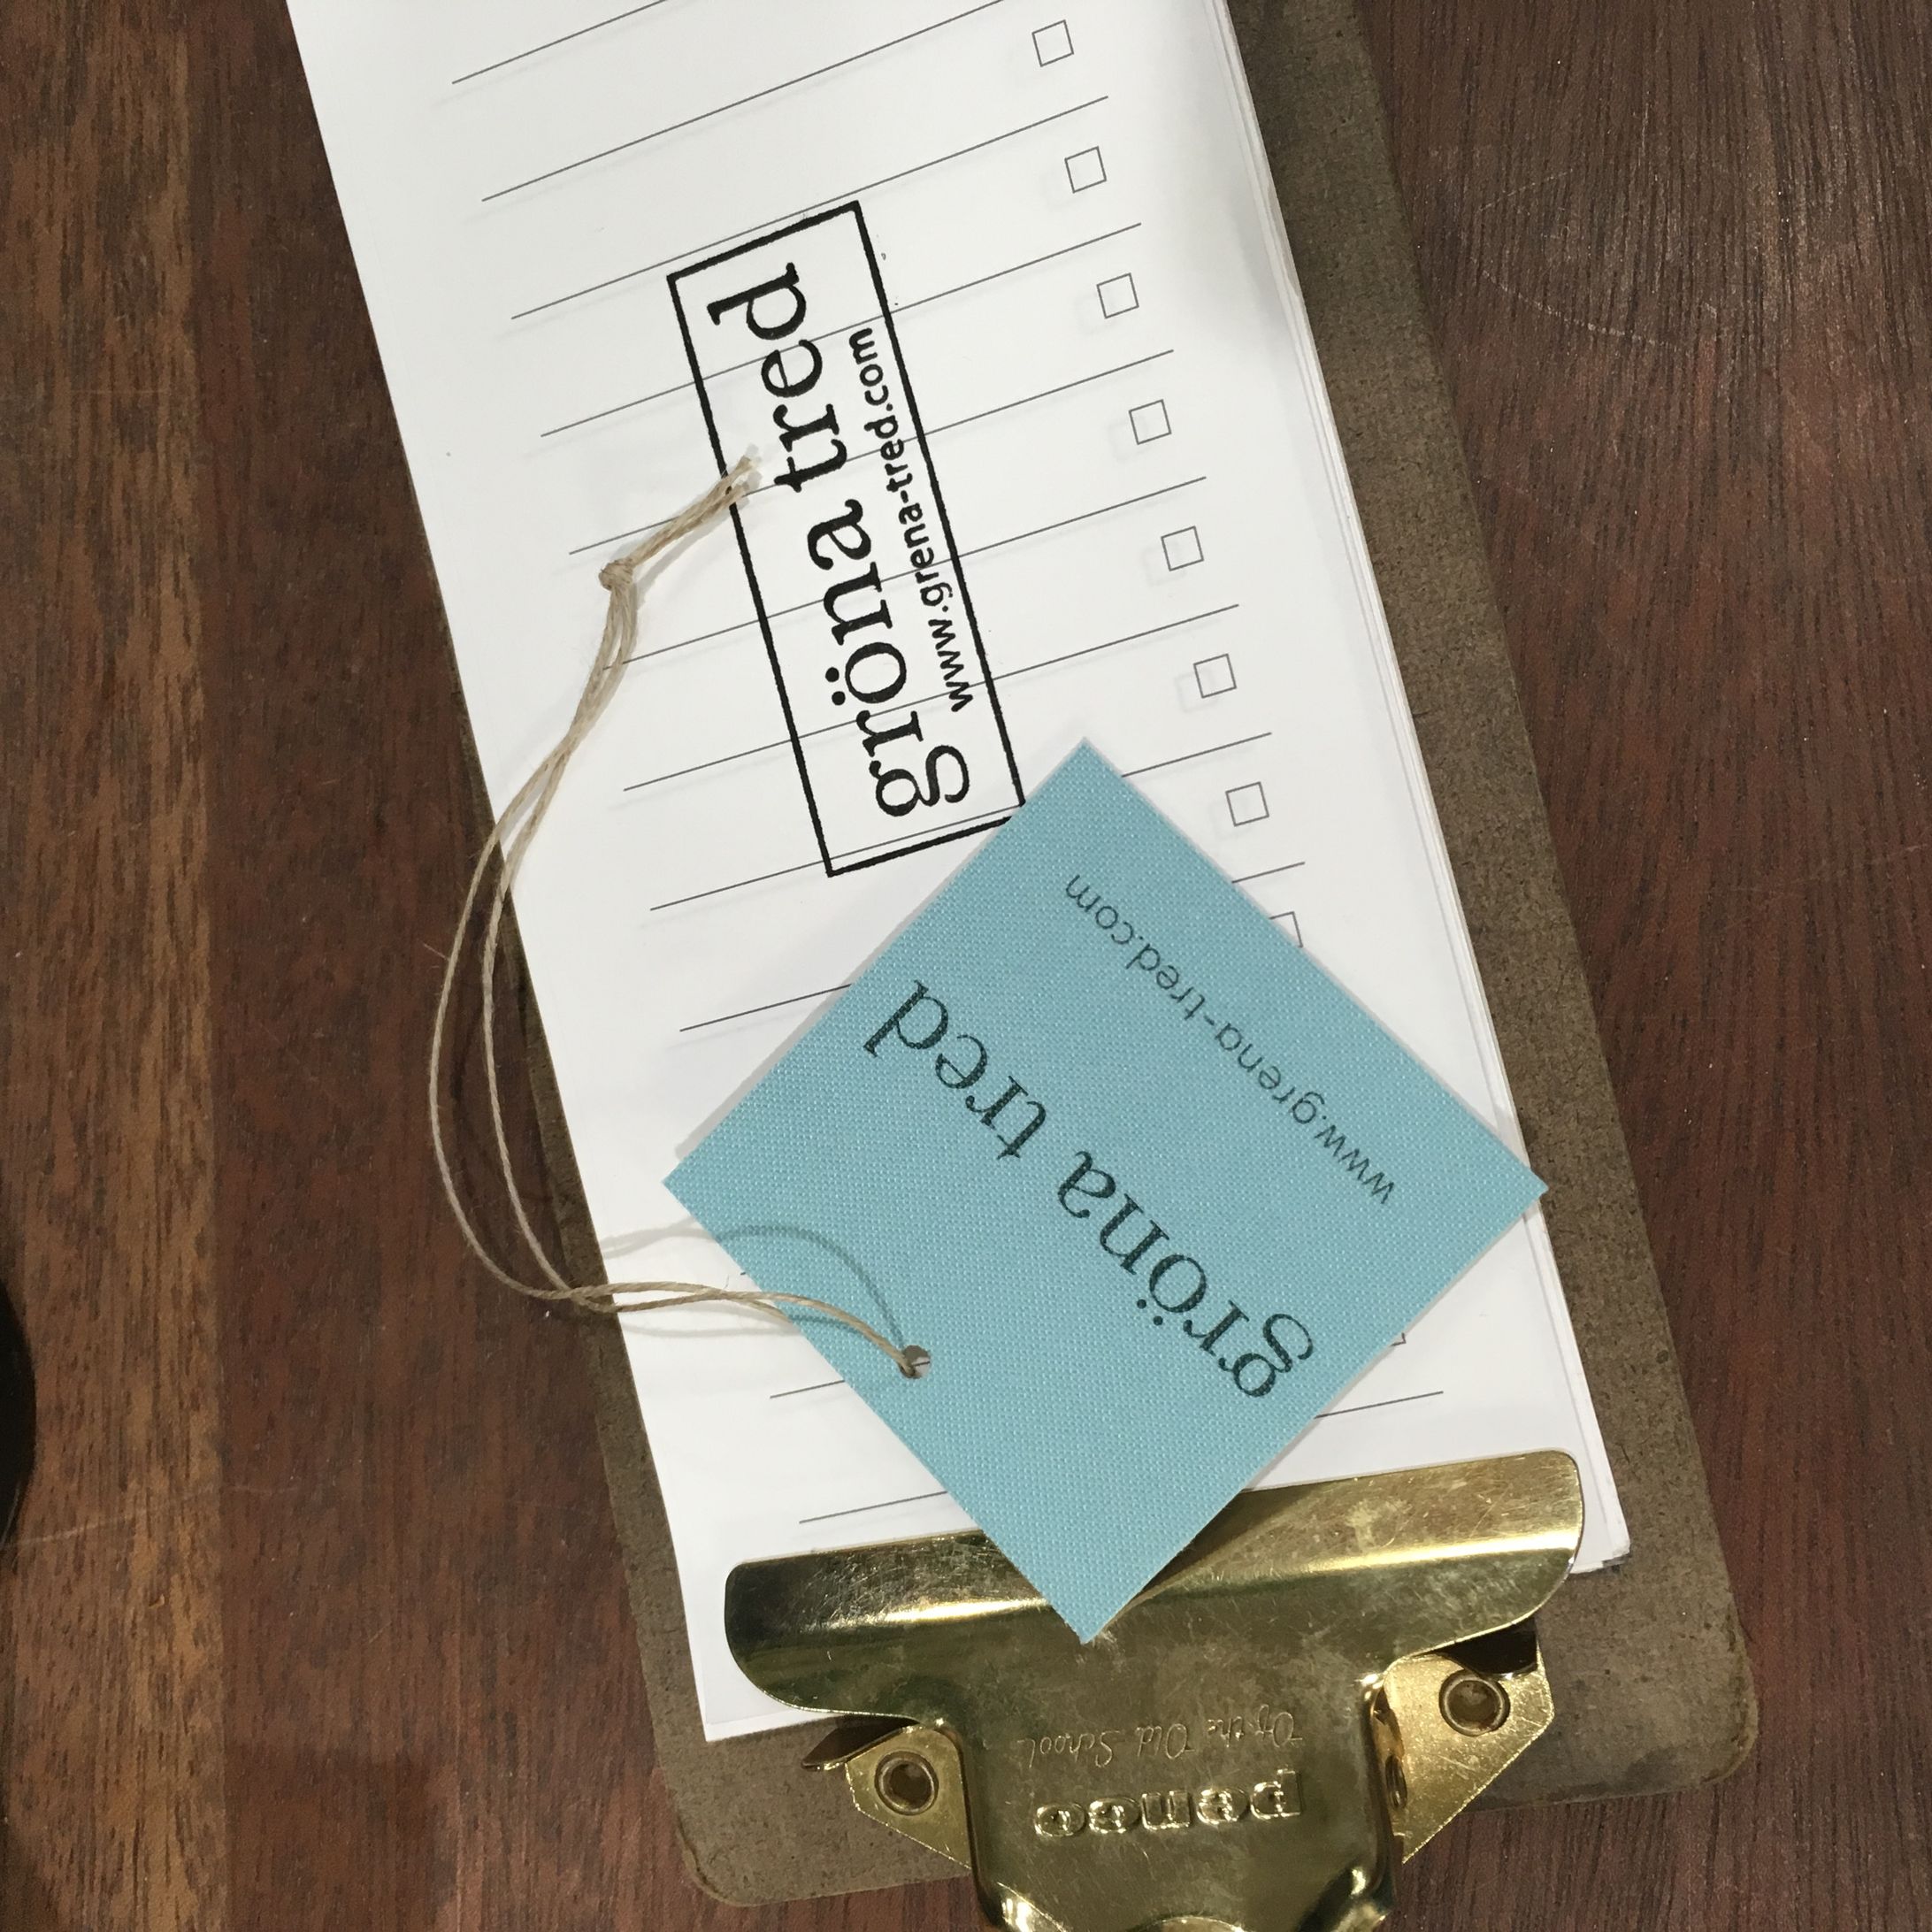 penco
Of the Old School
gröna tred
www.grena-tred.com
gröna tred
www.grena-tred.com